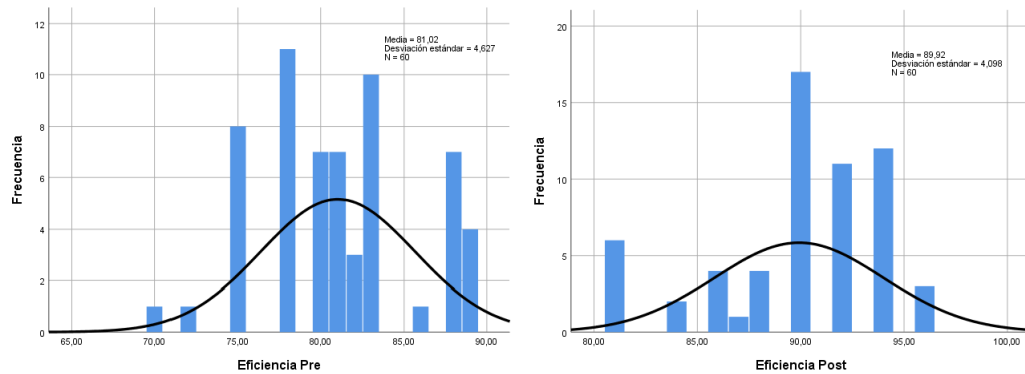 Media = 81,02
Desviación estándar = 4,627
N = 60
Frecuencia
12
10
8
6
4
2
0
65,00 70,00 75,00 80,00 85,00 90,00
Eficiencia Pre
Media = 89,92
Desviación estándar = 4,098
N = 60
Frecuencia
20
15
10
5
0
80,00 85,00 90,00 95,00 100,00
Eficiencia Post